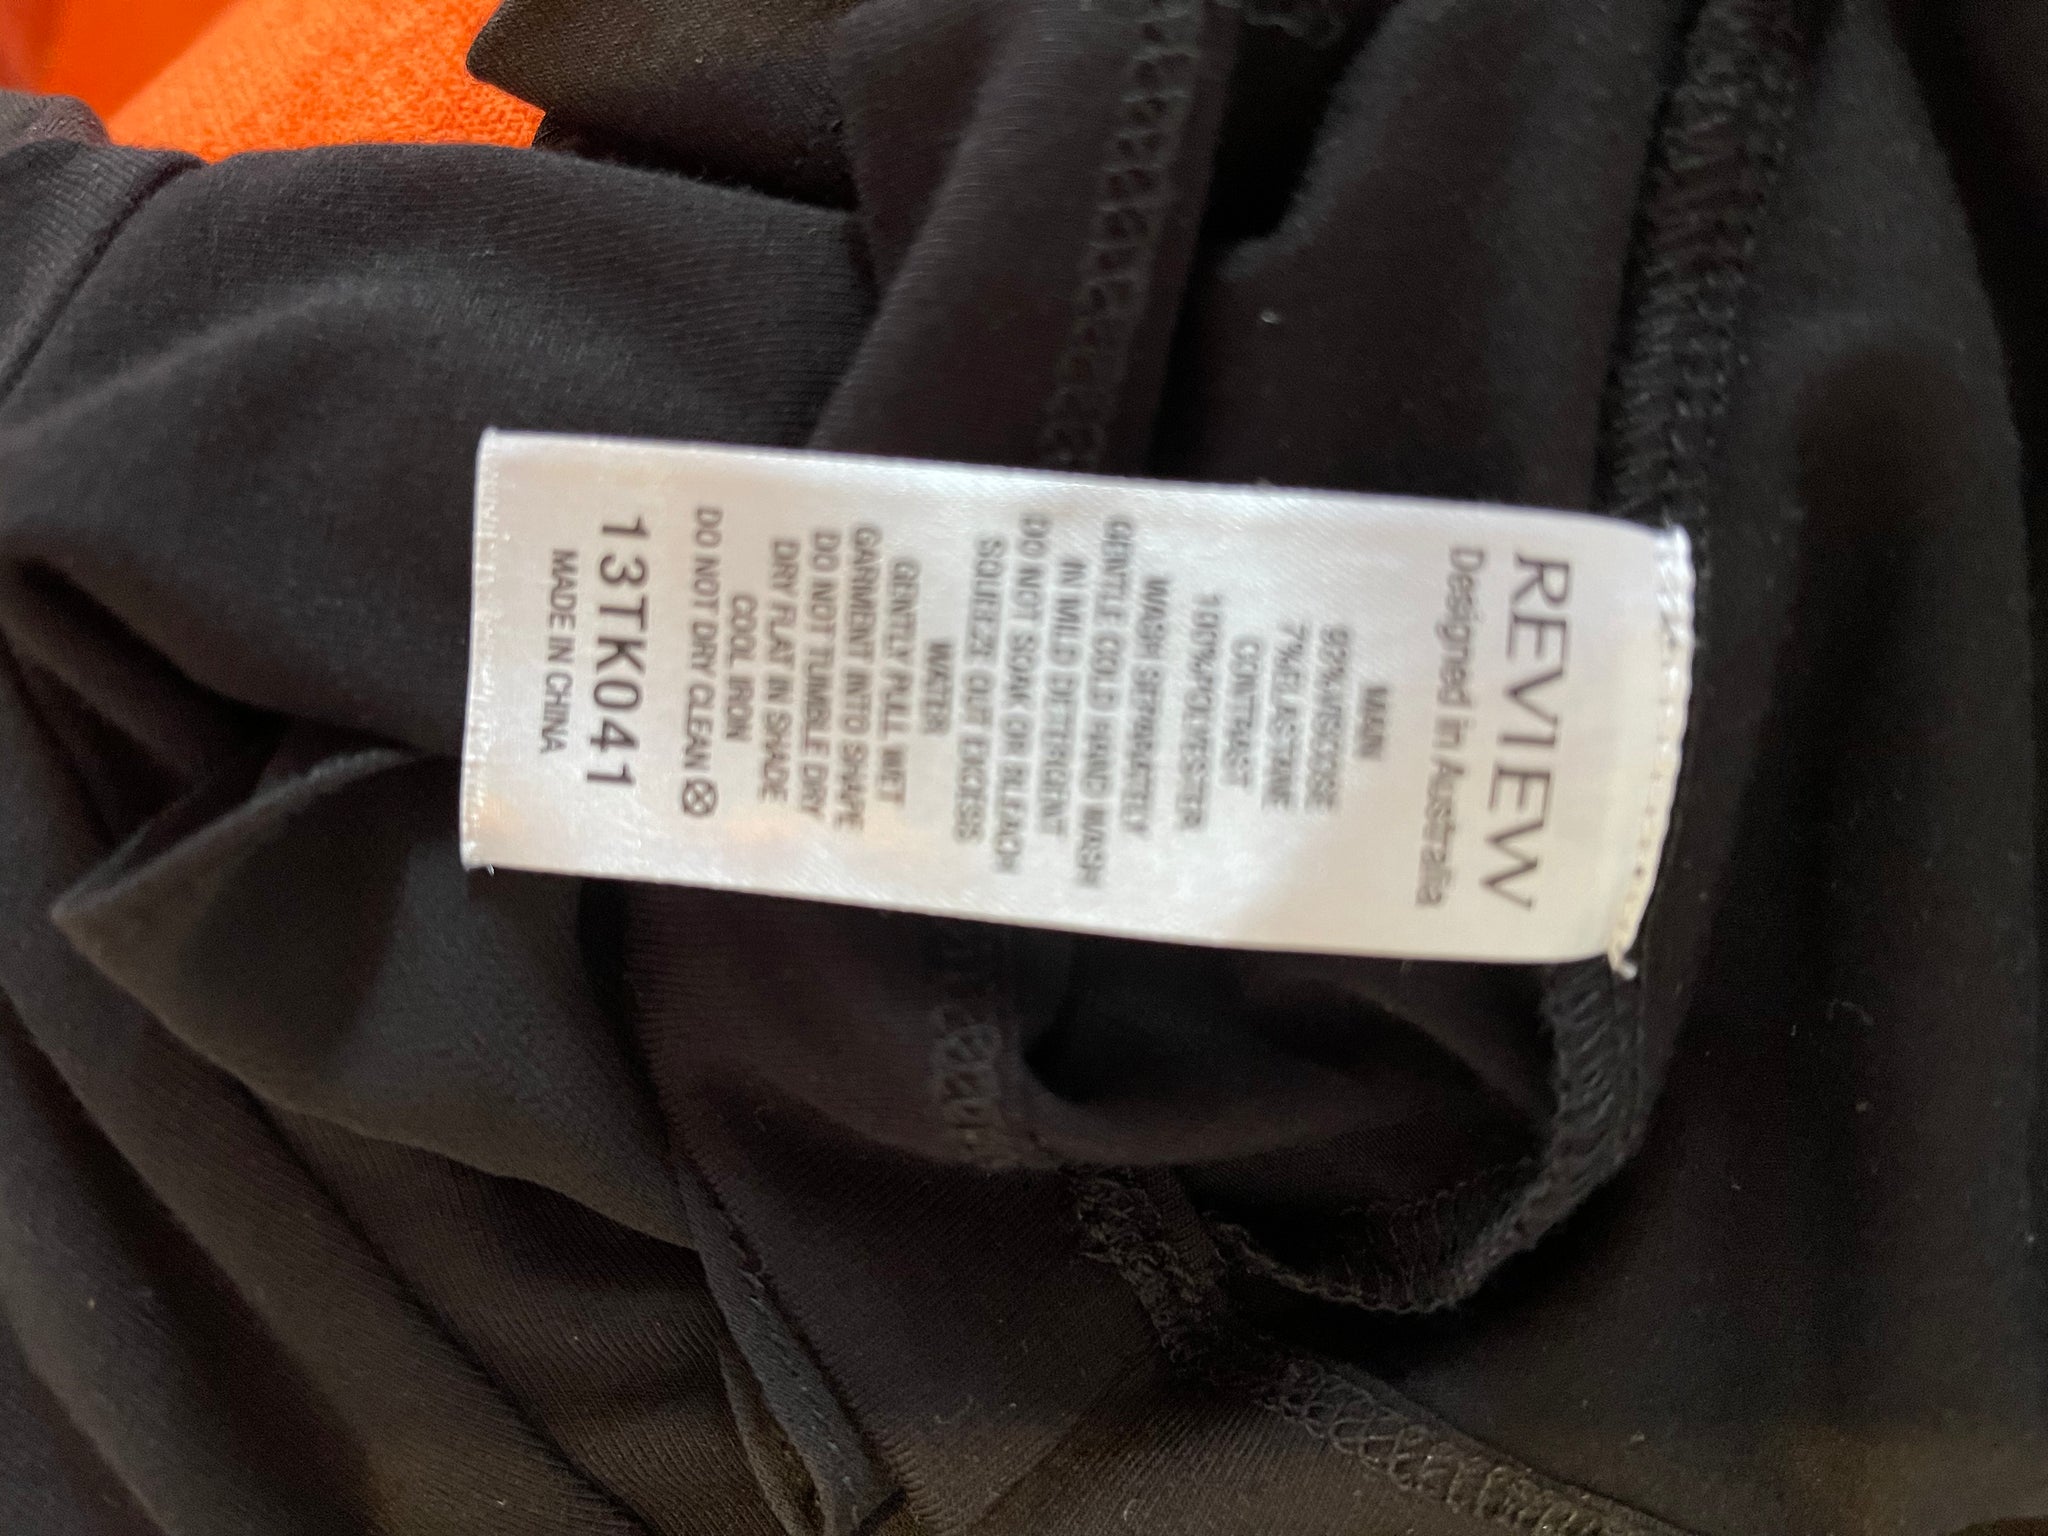 REVIEW
Designed in Australia
MAIN
93%VISCOSE
7%ELASTANE
CONTRAST
100%POLYESTER
WASH SEPARATELY
GENTLE COLD HAND WASH
IN MILD DETERGENT
DO NOT SOAK OR BLEACH
SQUEEZE OUT EXCESS
WATER
GENTLY PULL WET
GARMENT INTO SHAPE
DO NOT TUMBLE DRY
DRY FLAT IN SHADE
COOL IRON
DO NOT DRY CLEAN
13TK041
MADE IN CHINA